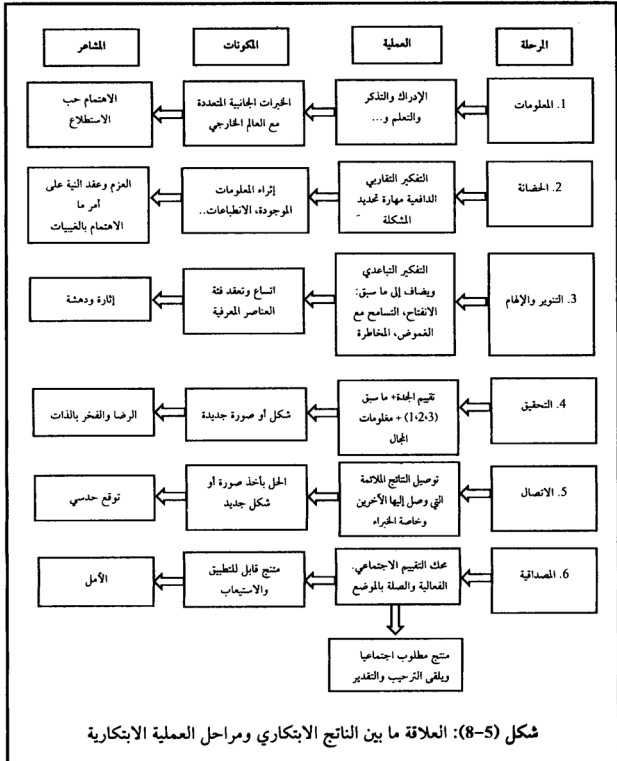 المرحلة
العملية
المكونات
المشاعر
1. المعلومات
الإدراك والتذكر
والتعلم و...
الخبرات الجانبية المتعددة
مع العالم الخارجي
الاهتمام حب
الاستطلاع
2. الحضانة
التفكير التقاربي
الدافعية مهارة تحديد
المشكلة
إثراء المعلومات
الموجودة، الانطباعات..
العزم وعقد النية على
أمر ما
الاهتمام بالغيبيات
3. التنوير والإلهام
التفكير التباعدي
ويضاف إلى ما سبق:
الانفتاح، التسامح مع
الغموض، المخاطرة
اتساع وتعقد فئة
العناصر المعرفية
إثارة ودهشة
4. التحقيق
تقييم الجدة+ ما سبق
(1،2،3) + معلومات
المجال
شكل أو صورة جديدة
الرضا والفخر بالذات
5. الاتصال
توصيل النتائج الملائمة
التي وصل إليها الآخرين
وخاصة الخبراء
الحل يأخذ صورة أو
شكل جديد
توقع حدسي
6. المصداقية
محك التقييم الاجتماعي.
الفعالية والصلة بالموضع
منتج قابل للتطبيق
والاستيعاب
الأمل
منتج مطلوب اجتماعيا
ويلقى الترحيب والتقدير
شكل (5–8): العلاقة ما بين الناتج الابتكاري ومراحل العملية الابتكارية